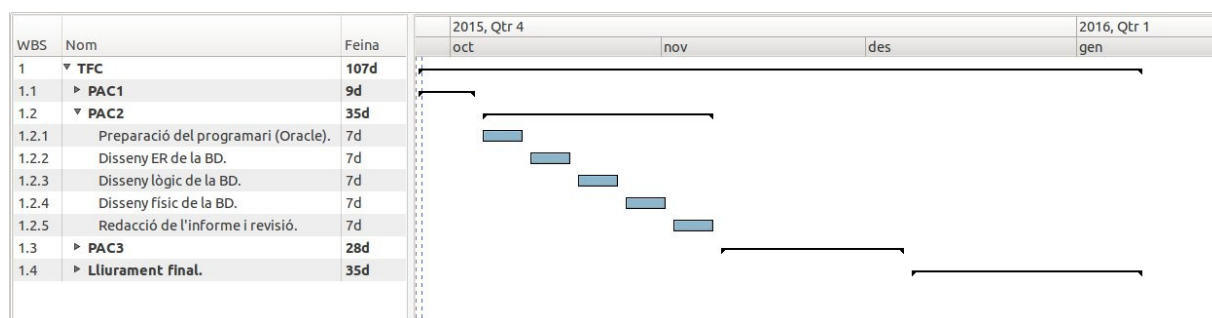 2015, Qtr 4 2016, Qtr 1
WBS Nom Feina oct nov des gen
1 TFC 107d
1.1 PAC1 9d
1.2 PAC2 35d
1.2.1 Preparació del programari (Oracle). 7d
1.2.2 Disseny ER de la BD. 7d
1.2.3 Disseny lògic de la BD. 7d
1.2.4 Disseny físic de la BD. 7d
1.2.5 Redacció de l'informe i revisió. 7d
1.3 PAC3 28d
1.4 Lliurament final. 35d